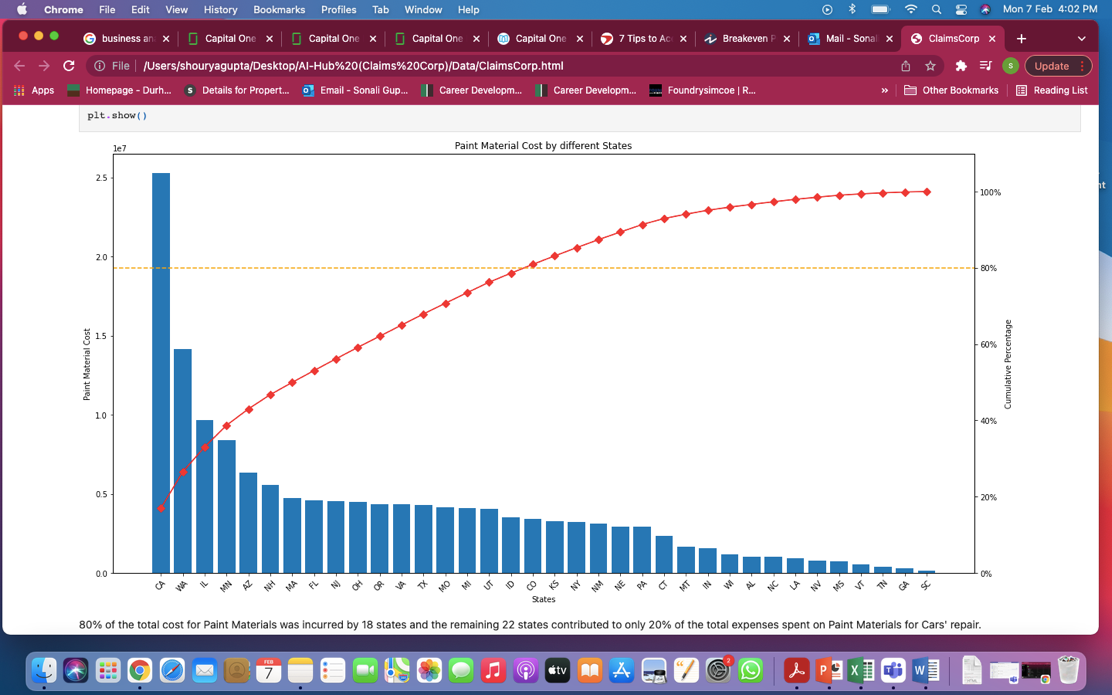 Chrome File Edit View History Bookmarks Profiles Tab Window Help Mon 7 Feb 4:02 PM
business an Capital One Capital One Capital One Capital One 7 Tips to Ac Breakeven P Mail - Sonal ClaimsCorp
File /Users/shouryagupta/Desktop/AI-Hub%20(Claims%20Corp)/Data/ClaimsCorp.html S Update
Apps Homepage - Durh... Details for Propert... Email - Sonali Gup... Career Developm... Career Developm... Foundrysimcoe | R... » Other Bookmarks Reading List
plt.show()
Paint Material Cost by different States
1e7
2.5
2.0
1.5
1.0
0.5
0.0
Paint Material Cost
100%
80%
60%
40%
20%
0%
Cumulative Percentage
CA WA IL MN AZ NH MA FL NJ OH OR VA TX MO MI UT ID CO KS NY NM NE PA CT MT IN WI AL NC LA NV MS VT TN GA SC
States
80% of the total cost for Paint Materials was incurred by 18 states and the remaining 22 states contributed to only 20% of the total expenses spent on Paint Materials for Cars' repair.
FEB
7
tv
2